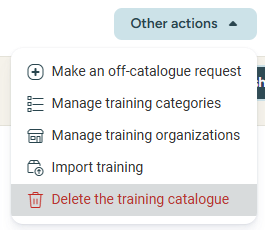 Other actions
Make an off-catalogue request
Manage training categories
Manage training organizations
Import training
Delete the training catalogue